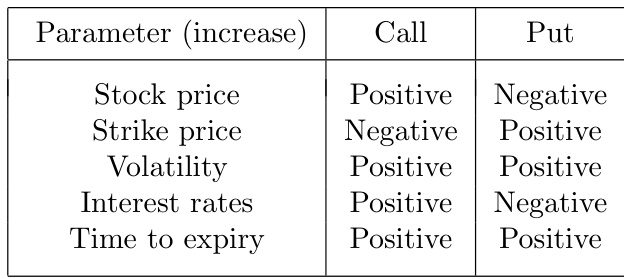 Parameter (increase) Call Put
Stock price Positive Negative
Strike price Negative Positive
Volatility Positive Positive
Interest rates Positive Negative
Time to expiry Positive Positive